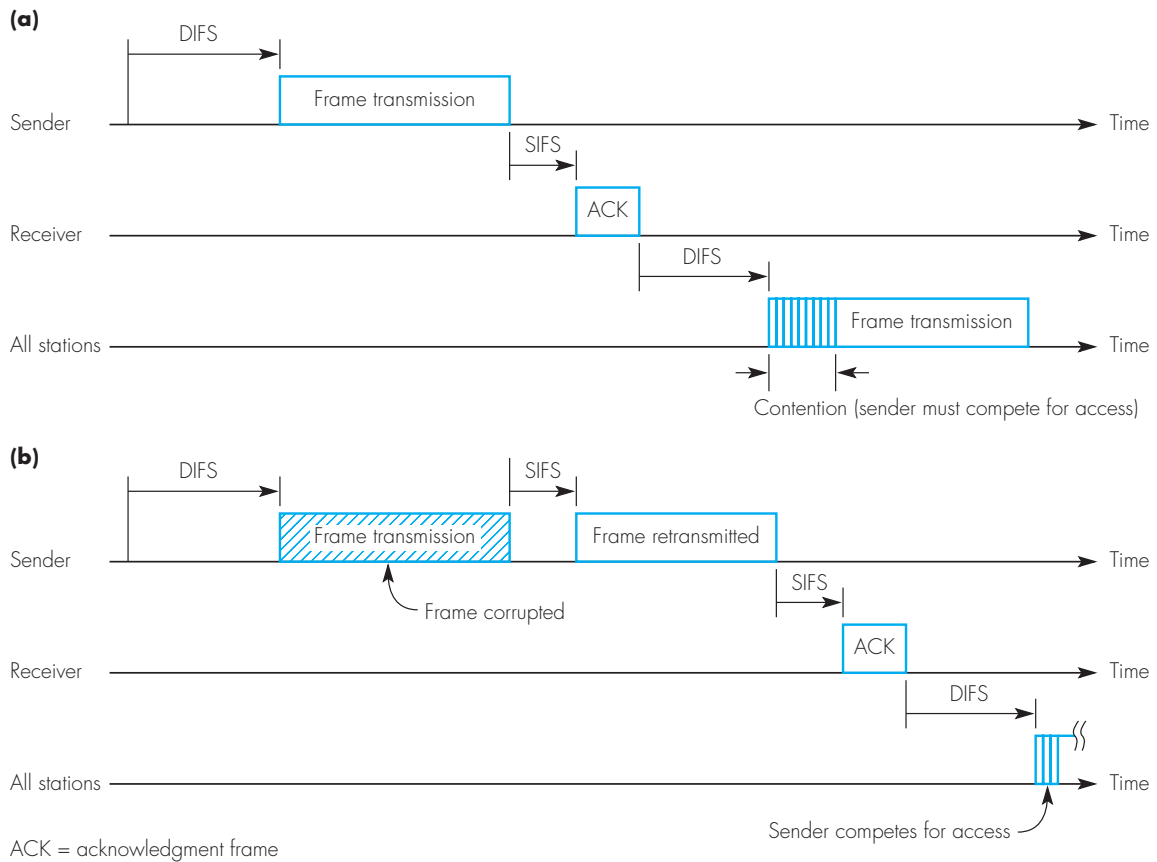 (a)
DIFS
Frame transmission
Sender
Time
SIFS
ACK
Receiver
Time
DIFS
Frame transmission
All stations
Time
Contention (sender must compete for access)
(b)
DIFS
SIFS
Frame transmission
Frame retransmitted
Sender
Time
SIFS
Frame corrupted
ACK
Receiver
Time
DIFS
All stations
Time
Sender competes for access
ACK = acknowledgment frame